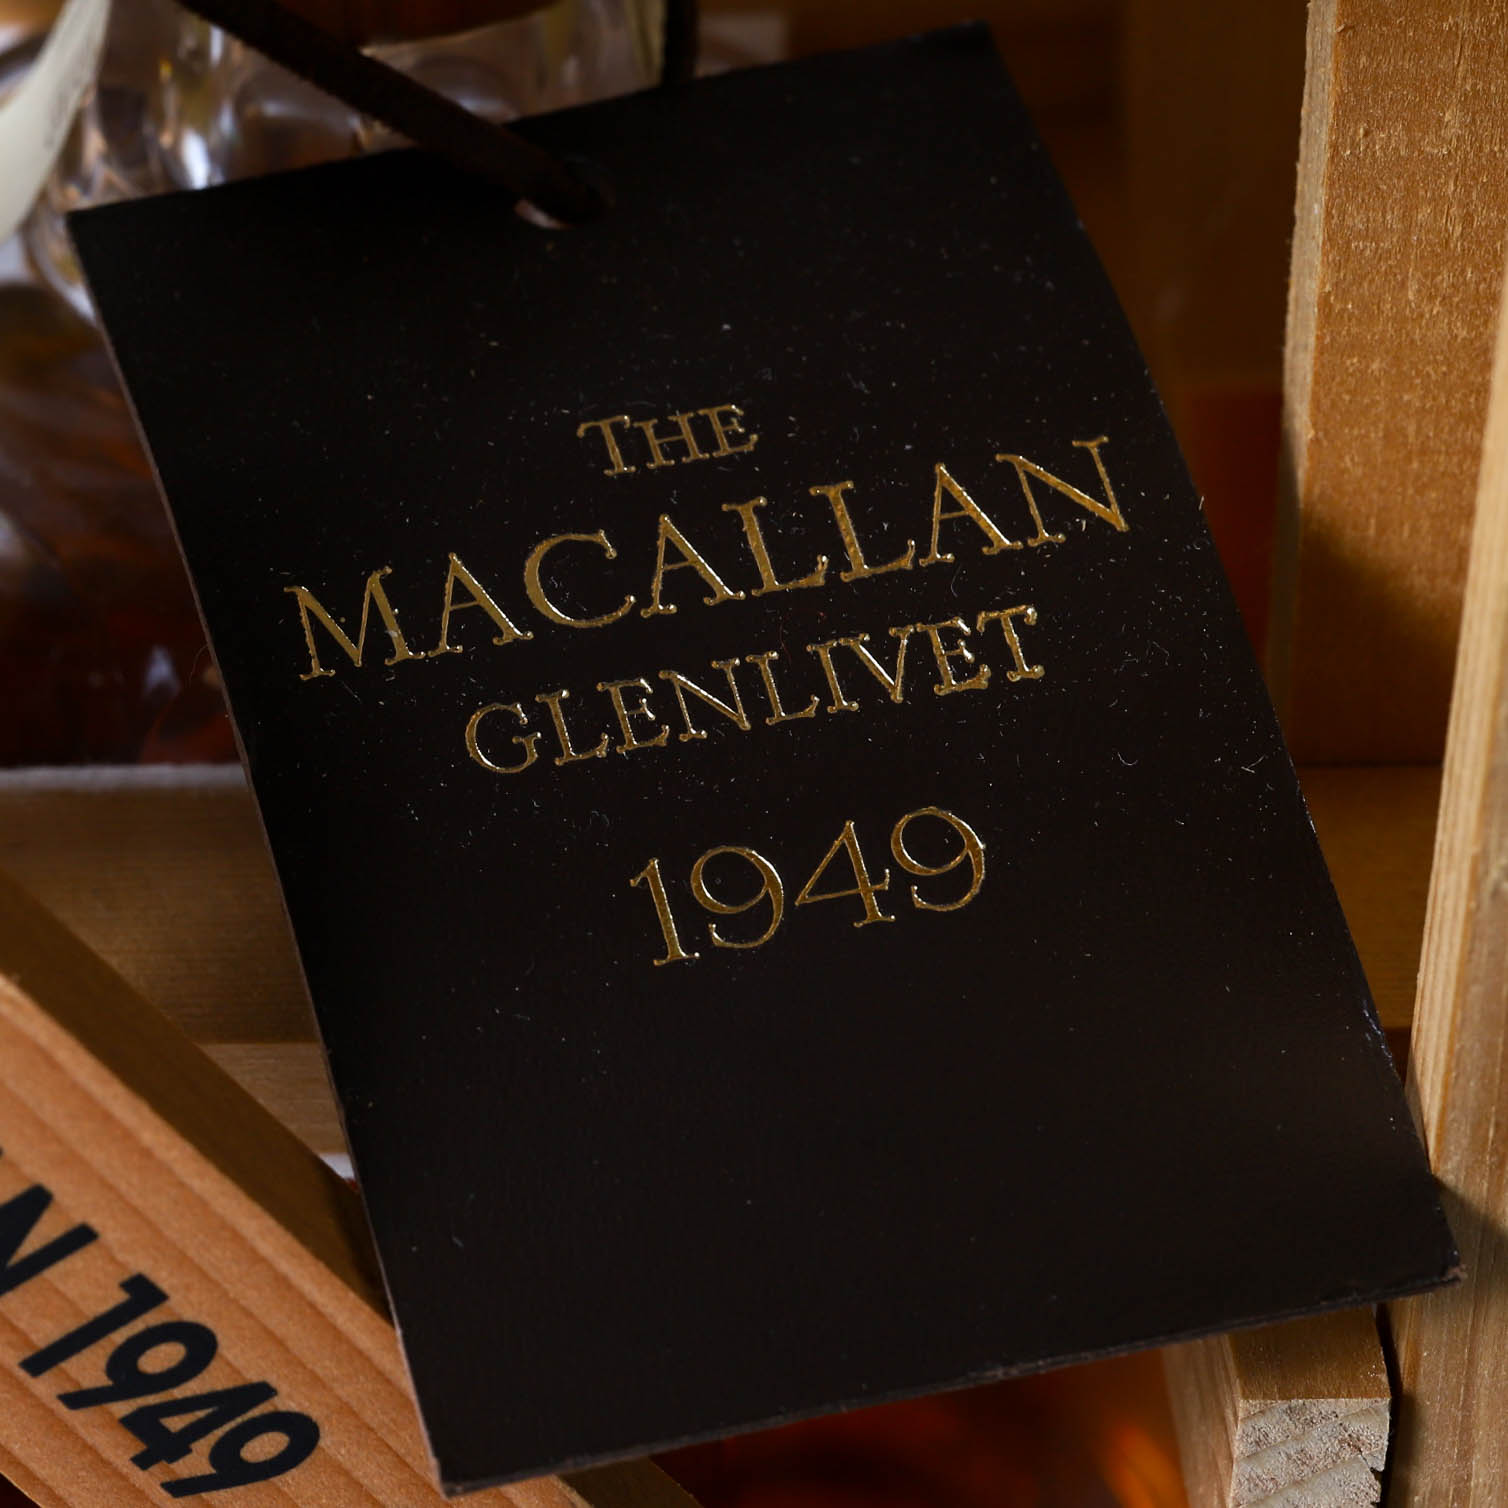 THE
MACALLAN
GLENLIVET
1949
N 1949